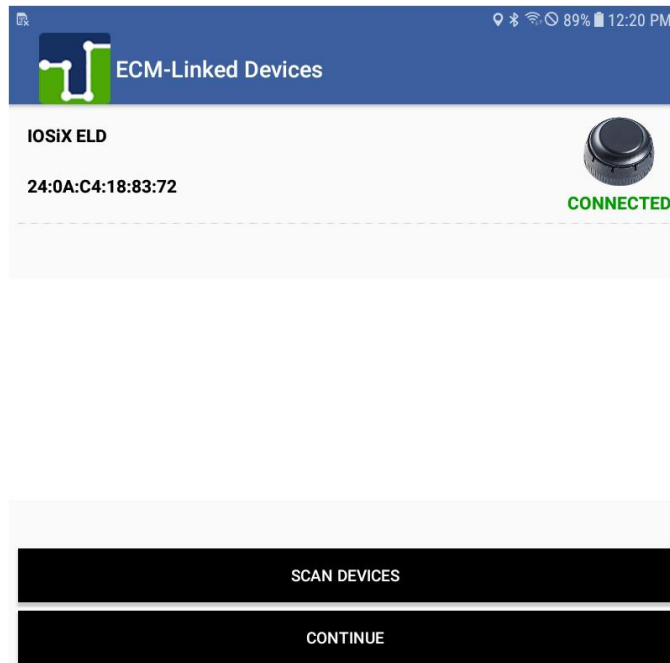 89% 12:20 PM
ECM-Linked Devices
IOSiX ELD
24:0A:C4:18:83:72
CONNECTED
SCAN DEVICES
CONTINUE